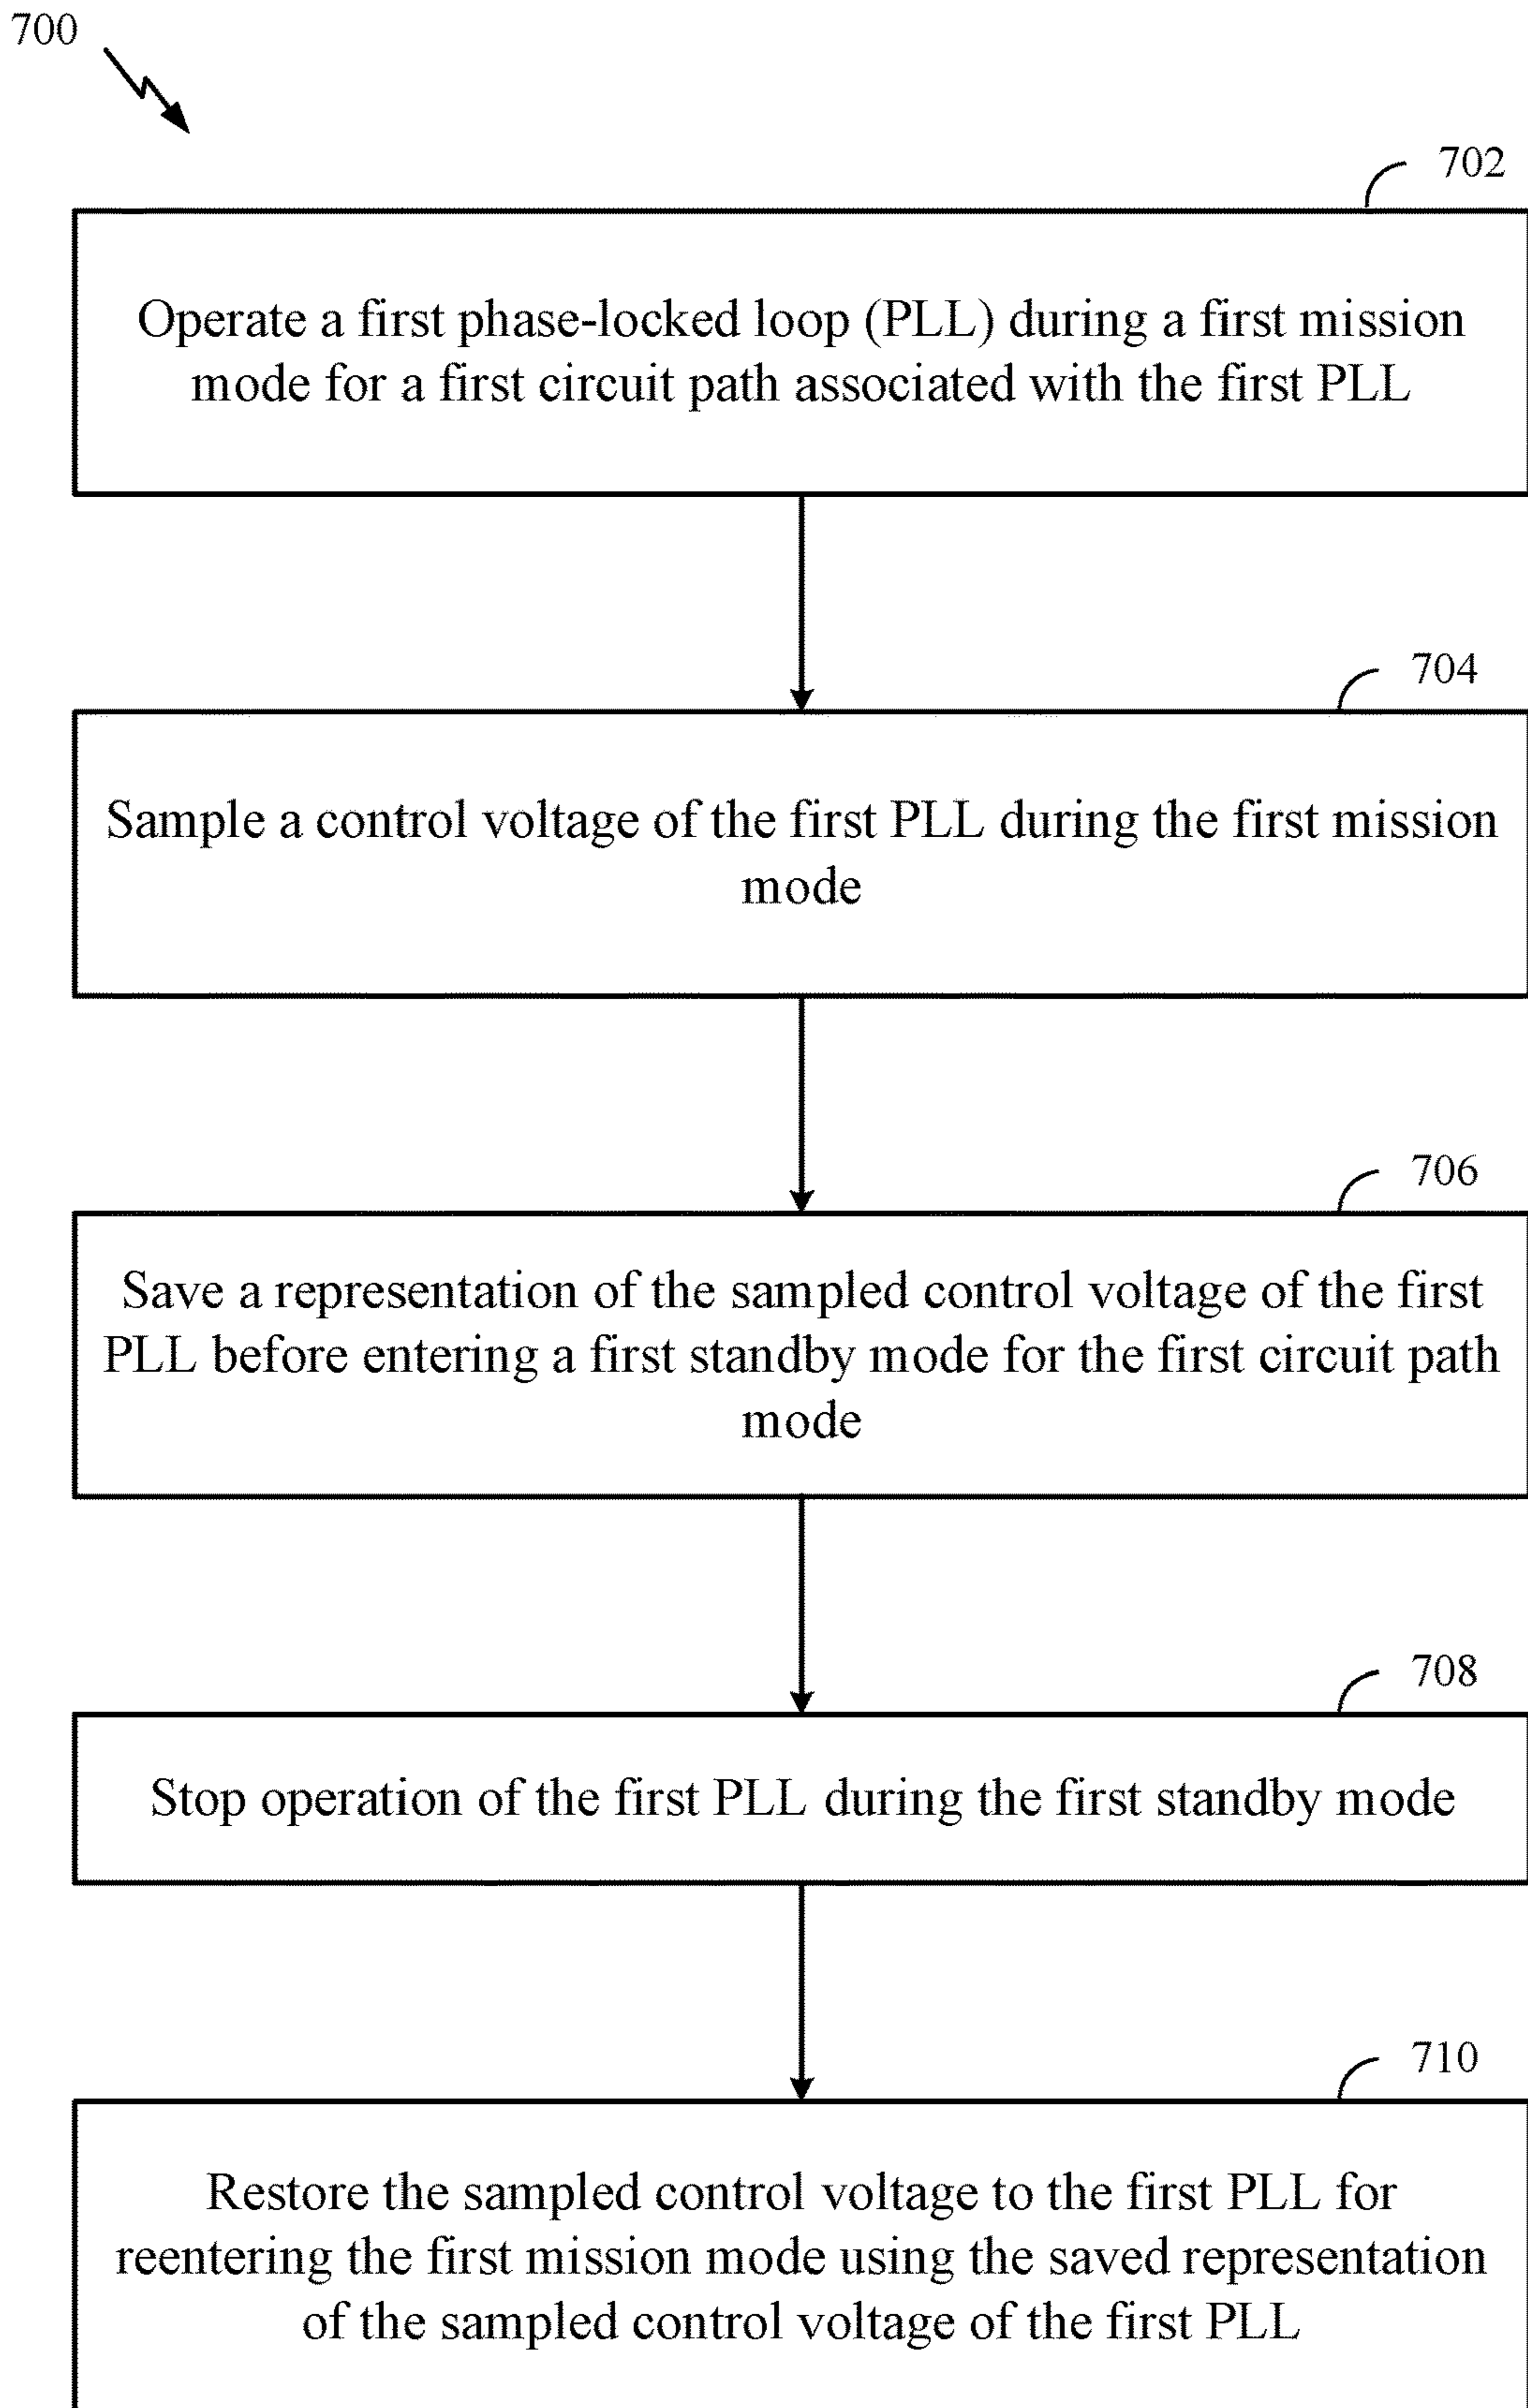 700
702
Operate a first phase-locked loop (PLL) during a first mission
mode for a first circuit path associated with the first PLL
704
Sample a control voltage of the first PLL during the first mission
mode
706
Save a representation of the sampled control voltage of the first
PLL before entering a first standby mode for the first circuit path
mode
708
Stop operation of the first PLL during the first standby mode
710
Restore the sampled control voltage to the first PLL for
reentering the first mission mode using the saved representation
of the sampled control voltage of the first PLL